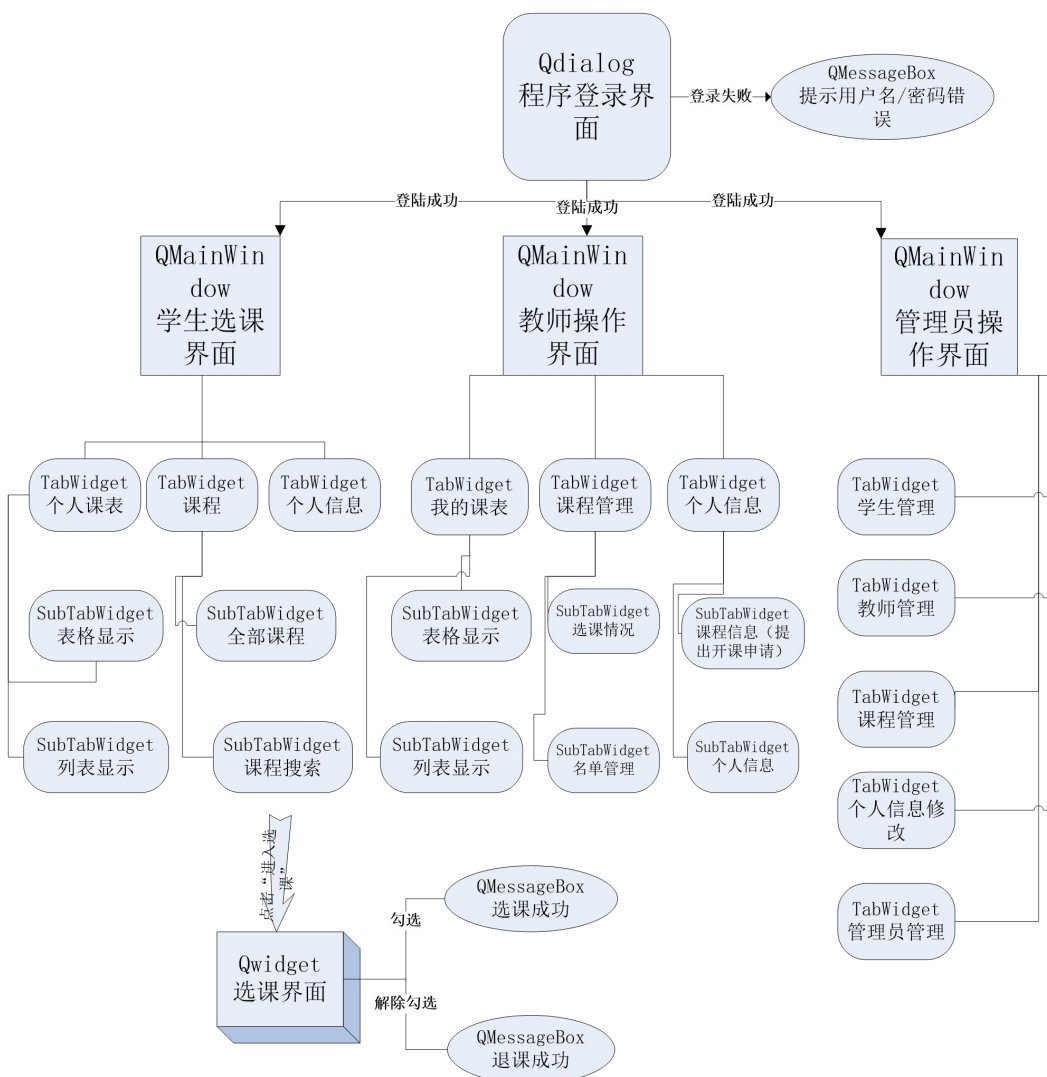 Qdialog
程序登录界
面
登录失败
QMessageBox
提示用户名/密码错
误
登陆成功
登陆成功
登陆成功
QMainWin
dow
学生选课
界面
QMainWin
dow
教师操作
界面
QMainWin
dow
管理员操
作界面
TabWidget
个人课表
TabWidget
课程
TabWidget
个人信息
TabWidget
我的课表
TabWidget
课程管理
TabWidget
个人信息
TabWidget
学生管理
SubTabWidget
表格显示
SubTabWidget
全部课程
SubTabWidget
表格显示
SubTabWidget
选课情况
SubTabWidget
课程信息（提
出开课申请）
TabWidget
教师管理
TabWidget
课程管理
SubTabWidget
列表显示
SubTabWidget
课程搜索
SubTabWidget
列表显示
SubTabWidget
名单管理
SubTabWidget
个人信息
TabWidget
个人信息修
改
TabWidget
管理员管理
点者“进入选
课”
Qwidget
选课界面
勾选
QMessageBox
选课成功
解除勾选
QMessageBox
退课成功